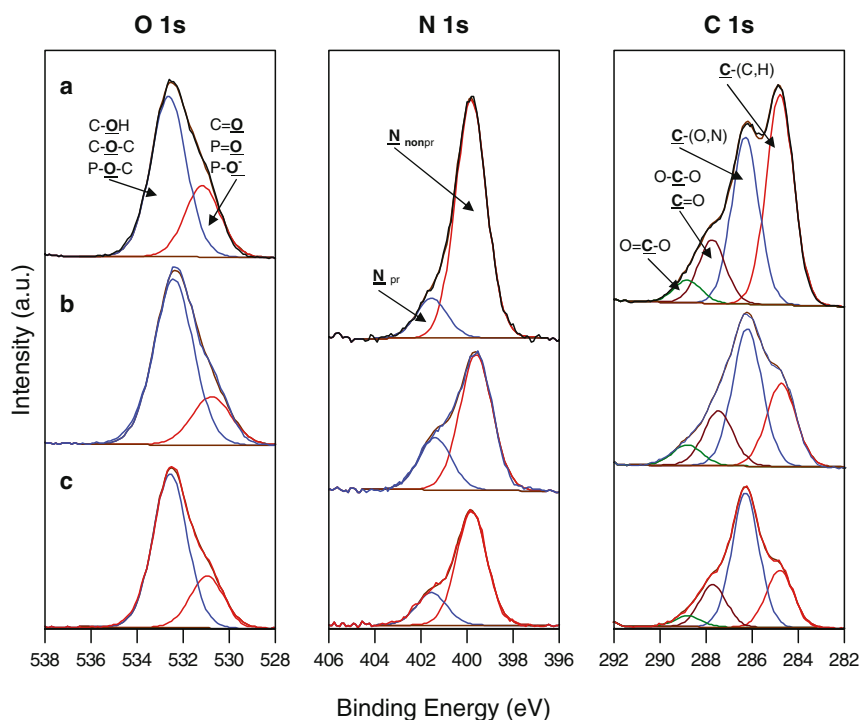 O 1s
N 1s
C 1s
a
C-OH
C-O-C
P-O-C
C=O
P=O
P-O⁻
N nonpr
N pr
C-(C,H)
C-(O,N)
O-C-O
C=O
O=C-O
b
c
Intensity (a.u.)
538 536 534 532 530 528
406 404 402 400 398 396
292 290 288 286 284 282
Binding Energy (eV)